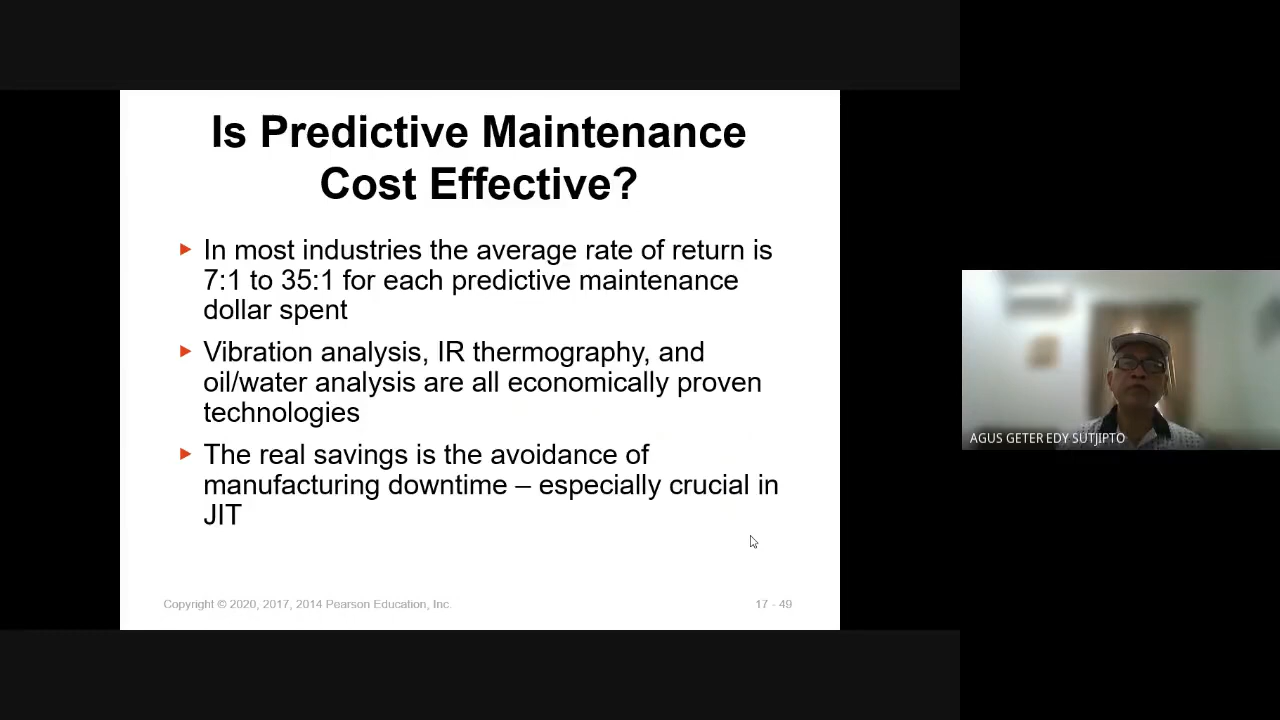 Is Predictive Maintenance
Cost Effective?
In most industries the average rate of return is
7:1 to 35:1 for each predictive maintenance
dollar spent
Vibration analysis, IR thermography, and
oil/water analysis are all economically proven
technologies
The real savings is the avoidance of
manufacturing downtime – especially crucial in
JIT
Copyright © 2020, 2017, 2014 Pearson Education, Inc.
17 - 49
AGUS GETER EDY SUTJIPTO